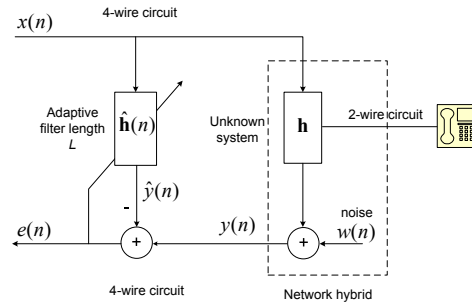 4-wire circuit
x(n)
Adaptive
filter length
L
ĥ(n)
Unknown
system
h
2-wire circuit
ŷ(n)
-
noise
e(n)
+
y(n)
+
w(n)
4-wire circuit
Network hybrid